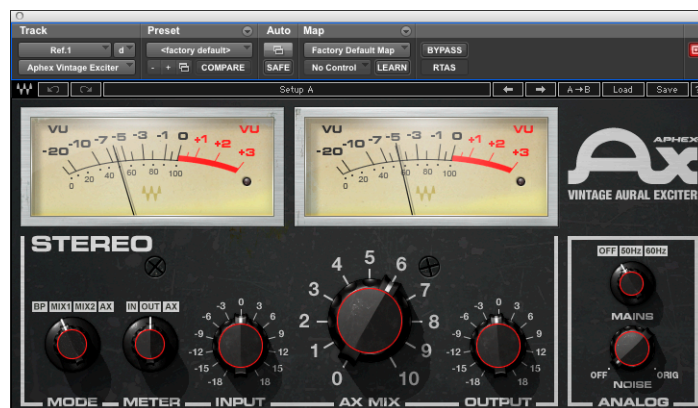 Track Preset Auto Map
Ref.1 d <factory default> Factory Default Map BYPASS
Aphex Vintage Exciter - + COMPARE SAFE No Control LEARN RTAS
Setup A A→B Load Save ?
VU VU
-20 -10 -7 -5 -3 -1 0 +1 +2 +3
0 20 40 60 80 100
VU VU
-20 -10 -7 -5 -3 -1 0 +1 +2 +3
0 20 40 60 80 100
APHEX
Ax
VINTAGE AURAL EXCITER
STEREO
BP MIX1 MIX2 AX
MODE
IN OUT AX
METER
-18 -15 -12 -9 -6 -3 0 3 6 9 12 15 18
INPUT
0 1 2 3 4 5 6 7 8 9 10
AX MIX
-18 -15 -12 -9 -6 -3 0 3 6 9 12 15 18
OUTPUT
OFF 50Hz 60Hz
MAINS
OFF ORIG
NOISE
ANALOG